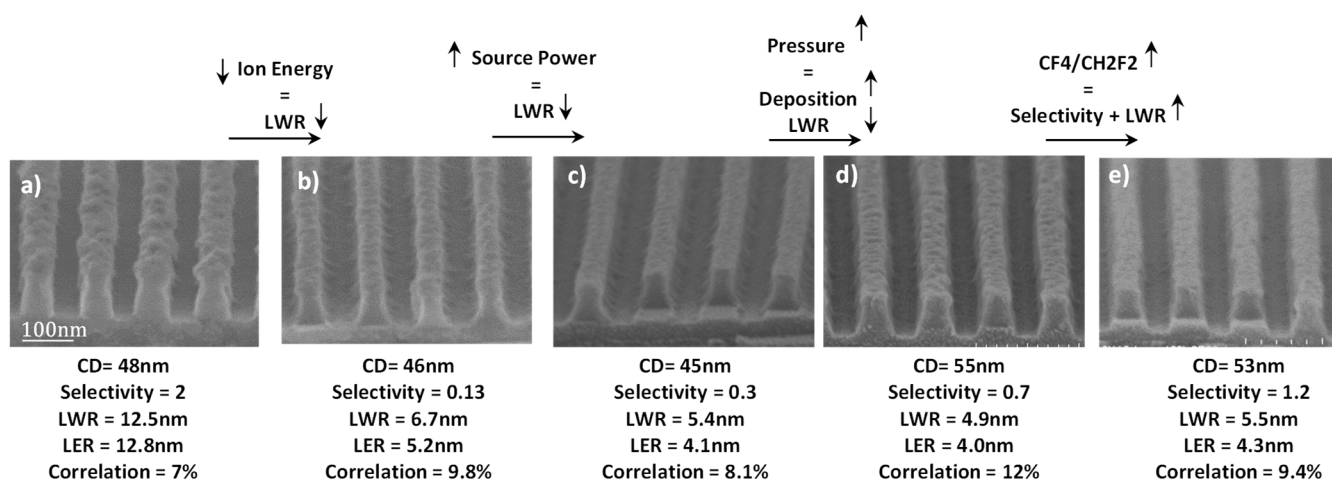 ↓ Ion Energy
=
LWR ↓
↑ Source Power
=
LWR ↓
Pressure ↑
=
Deposition ↑
LWR ↓
CF4/CH2F2 ↑
=
Selectivity + LWR ↑
a)
100nm
b)
c)
d)
e)
CD= 48nm
Selectivity = 2
LWR = 12.5nm
LER = 12.8nm
Correlation = 7%
CD= 46nm
Selectivity = 0.13
LWR = 6.7nm
LER = 5.2nm
Correlation = 9.8%
CD= 45nm
Selectivity = 0.3
LWR = 5.4nm
LER = 4.1nm
Correlation = 8.1%
CD= 55nm
Selectivity = 0.7
LWR = 4.9nm
LER = 4.0nm
Correlation = 12%
CD= 53nm
Selectivity = 1.2
LWR = 5.5nm
LER = 4.3nm
Correlation = 9.4%